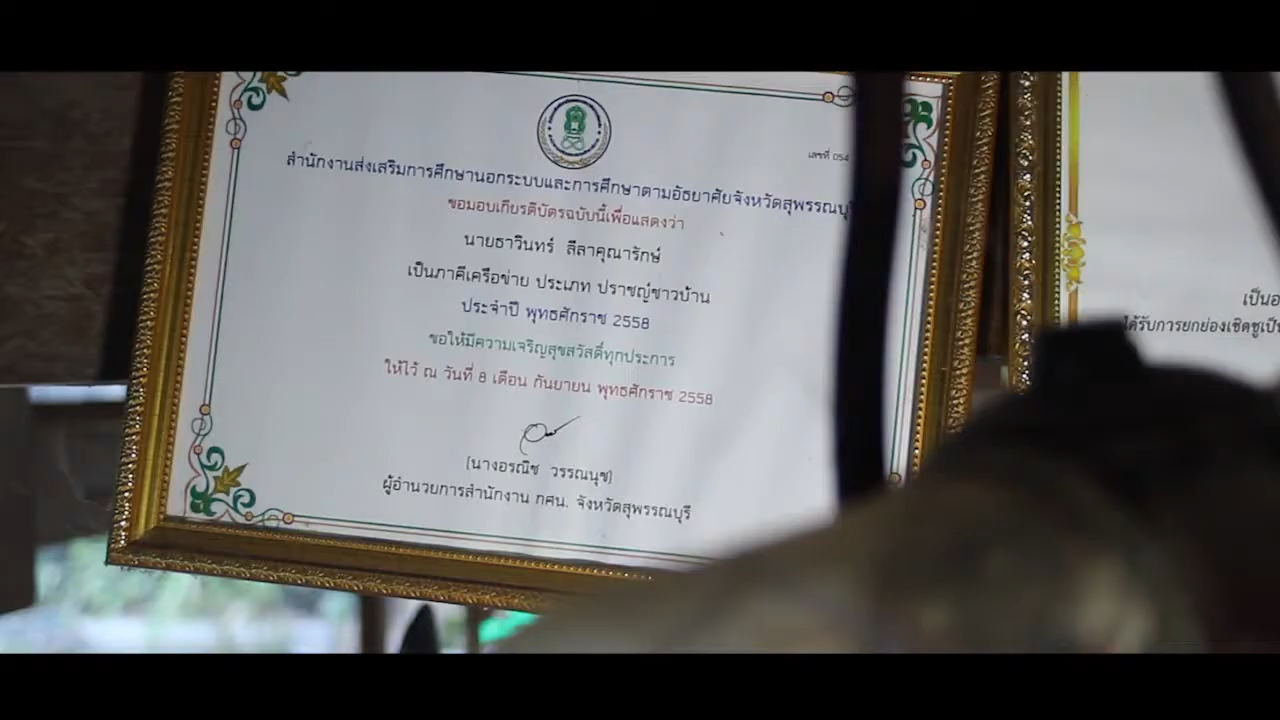 เลขที่ 054
สำนักงานส่งเสริมการศึกษานอกระบบและการศึกษาตามอัธยาศัยจังหวัดสุพรรณบุรี
ขอมอบเกียรติบัตรฉบับนี้เพื่อแสดงว่า
นายธาวินทร์ ลีลาคุณารักษ์
เป็นภาคีเครือข่าย ประเภท ปราชญ์ชาวบ้าน
ประจำปี พุทธศักราช 2558
ขอให้มีความเจริญสุขสวัสดิ์ทุกประการ
ให้ไว้ ณ วันที่ 8 เดือน กันยายน พุทธศักราช 2558
(นางอรณิช วรรณนุช)
ผู้อำนวยการสำนักงาน กศน. จังหวัดสุพรรณบุรี
เป็นอ
ได้รับการยกย่องเชิดชูเป็น